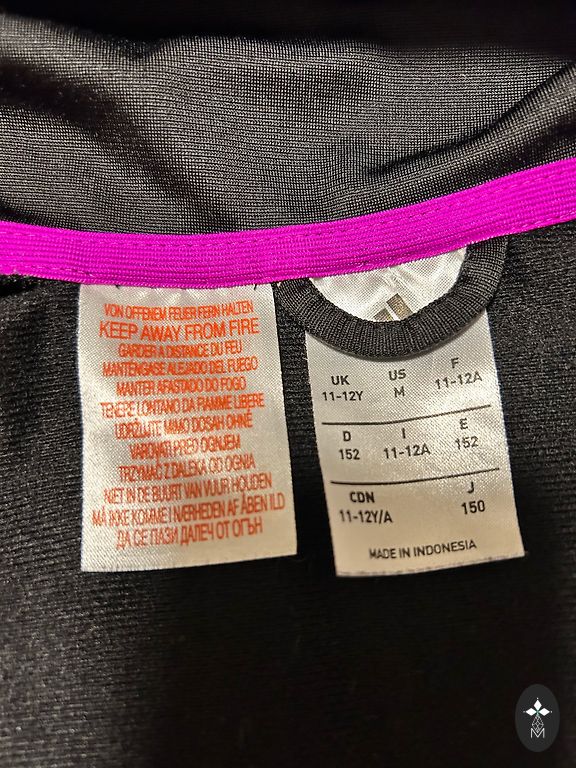 VON OFFENEM FEUER FERN HALTEN
KEEP AWAY FROM FIRE
GARDER A DISTANCE DU FEU
MANTENGASE ALEJADO DEL FUEGO
MANTER AFASTADO DO FOGO
TENERE LONTANO DA FIAMME LIBERE
UDRŽUJTE MIMO DOSAH OHNĚ
VAROVATI PRED OGNJEM
TRZYMAĆ Z DALEKA OD OGNIA
NIET IN DE BUURT VAN VUUR HOUDEN
MÅ IKKE KOMME I NÆRHEDEN AF ÅBEN ILD
ДА СЕ ПАЗИ ДАЛЕЧ ОТ ОГЪН
UK US F
11-12Y M 11-12A
D I E
152 11-12A 152
CDN J
11-12Y/A 150
MADE IN INDONESIA
M